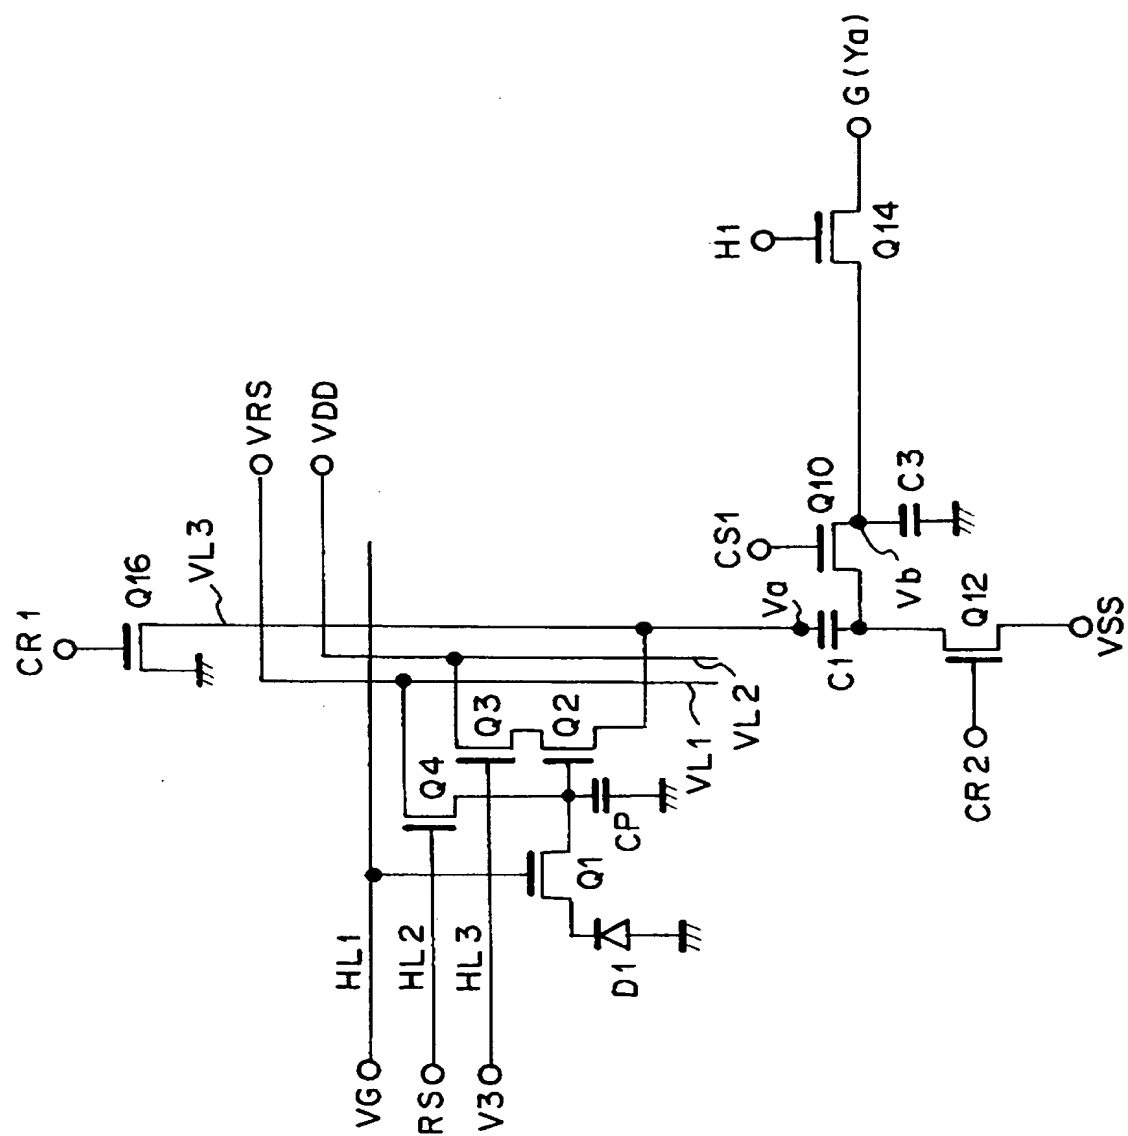 CR1
Q16
VL3
VRS
VDD
H1
G(Ya)
Q14
HL1
HL2
HL3
VG
RS
V3
Q4
Q3
Q2
Q1
CP
D1
VL1
VL2
Va
C1
CS1
Q10
C3
Vb
Q12
VSS
CR2